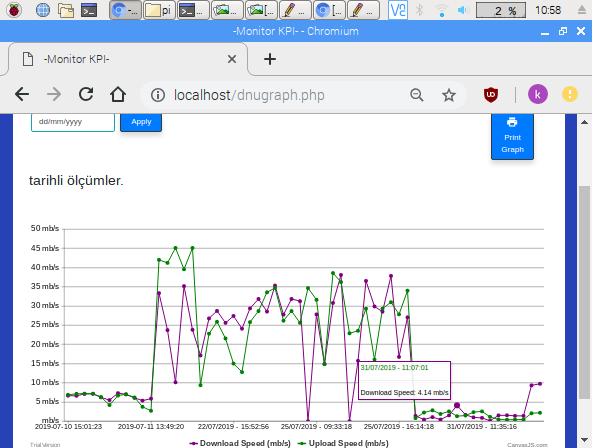 2 %
10:58
-Monitor KPI- - Chromium
-Monitor KPI-
localhost/dnugraph.php
k
dd/mm/yyyy
Apply
Print
Graph
tarihli ölçümler.
50 mb/s
45 mb/s
40 mb/s
35 mb/s
30 mb/s
25 mb/s
20 mb/s
15 mb/s
10 mb/s
5 mb/s
mb/s
31/07/2019 - 11:07:01
Download Speed: 4.14 mb/s
2019-07-10 15:01:23
2019-07-11 13:49:20
22/07/2019 - 15:52:56
25/07/2019 - 09:33:18
25/07/2019 - 16:14:18
31/07/2019 - 11:35:16
Trial Version
Download Speed (mb/s)
Upload Speed (mb/s)
CanvasJS.com